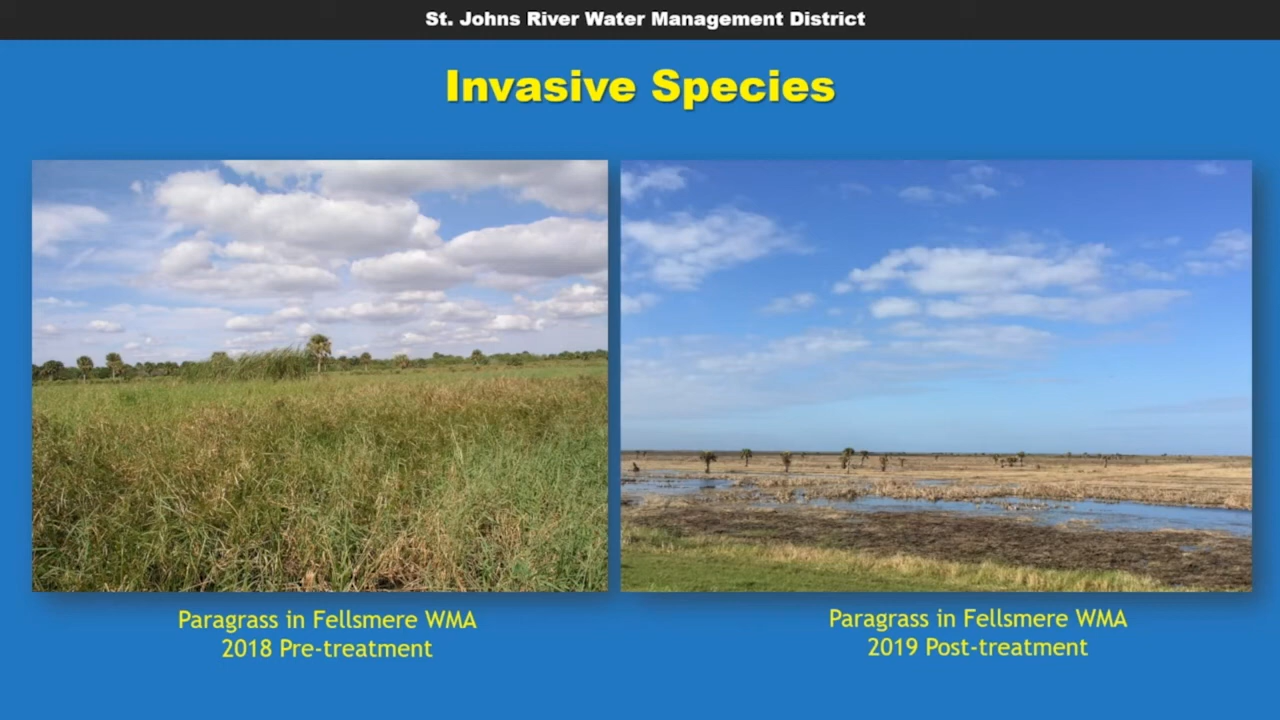 St. Johns River Water Management District
Invasive Species
Paragrass in Fellsmere WMA
2018 Pre-treatment
Paragrass in Fellsmere WMA
2019 Post-treatment